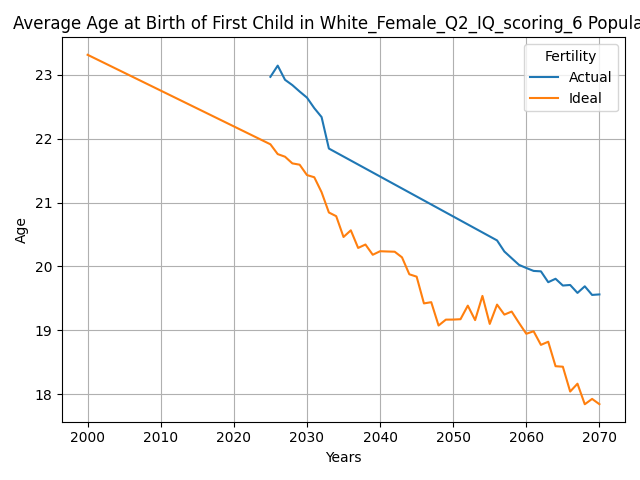 Average Age at Birth of First Child in White_Female_Q2_IQ_scoring_6 Popula
Fertility
Actual
Ideal
Age
23
22
21
20
19
18
2000 2010 2020 2030 2040 2050 2060 2070
Years